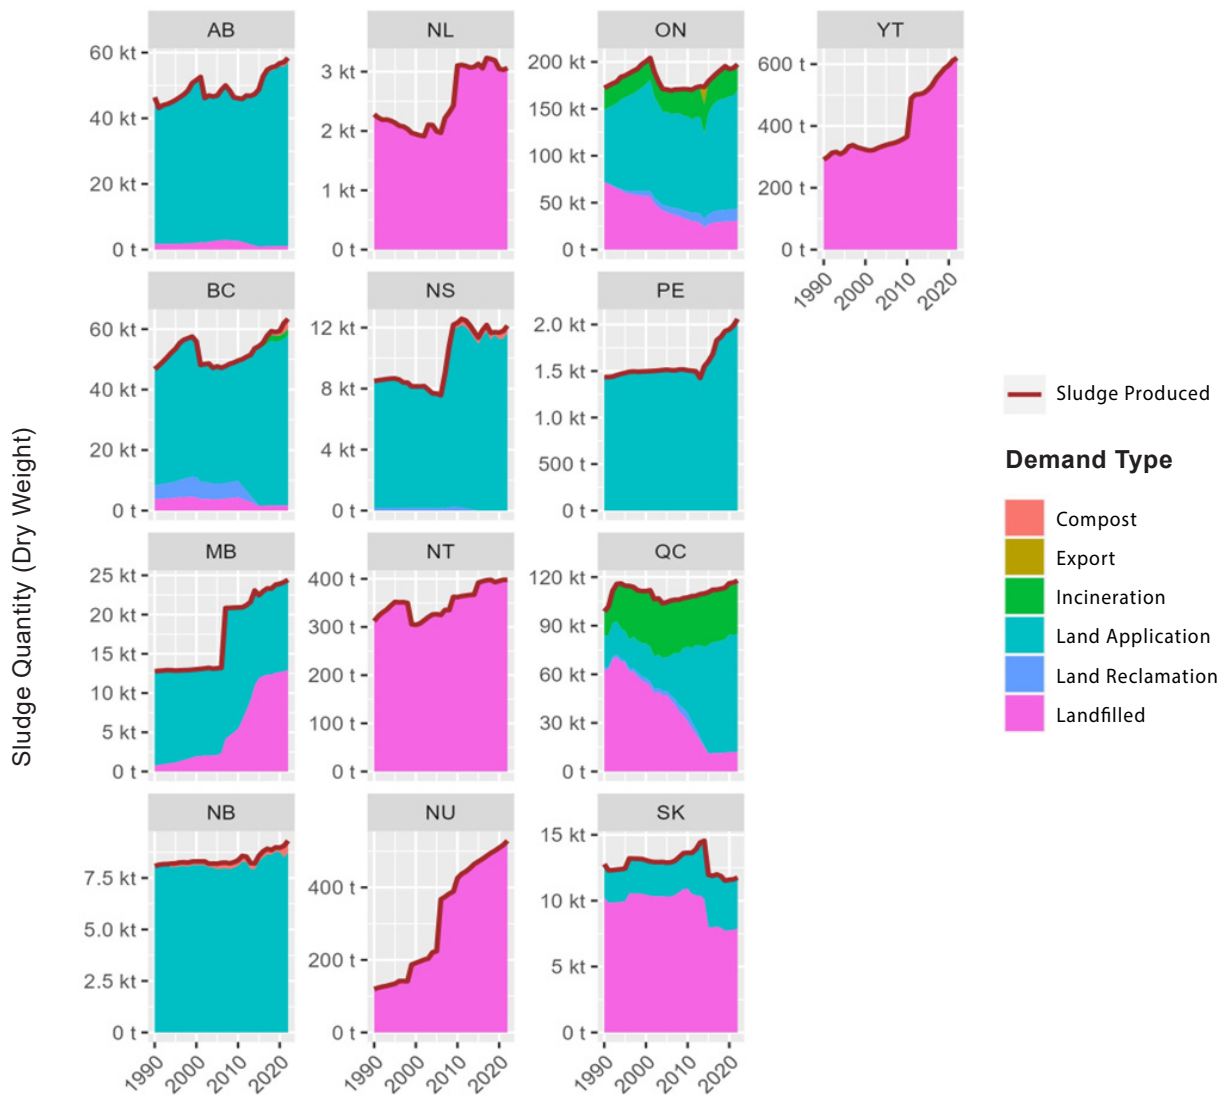 Sludge Quantity (Dry Weight)
AB
60 kt
40 kt
20 kt
0 t
NL
3 kt
2 kt
1 kt
0 t
ON
200 kt
150 kt
100 kt
50 kt
0 t
YT
600 t
400 t
200 t
0 t
1990 2000 2010 2020
BC
60 kt
40 kt
20 kt
0 t
NS
12 kt
8 kt
4 kt
0 t
PE
2.0 kt
1.5 kt
1.0 kt
500 t
0 t
MB
25 kt
20 kt
15 kt
10 kt
5 kt
0 t
NT
400 t
300 t
200 t
100 t
0 t
QC
120 kt
90 kt
60 kt
30 kt
0 t
NB
7.5 kt
5.0 kt
2.5 kt
0 t
1990 2000 2010 2020
NU
400 t
200 t
0 t
1990 2000 2010 2020
SK
15 kt
10 kt
5 kt
0 t
1990 2000 2010 2020
Sludge Produced
Demand Type
Compost
Export
Incineration
Land Application
Land Reclamation
Landfilled